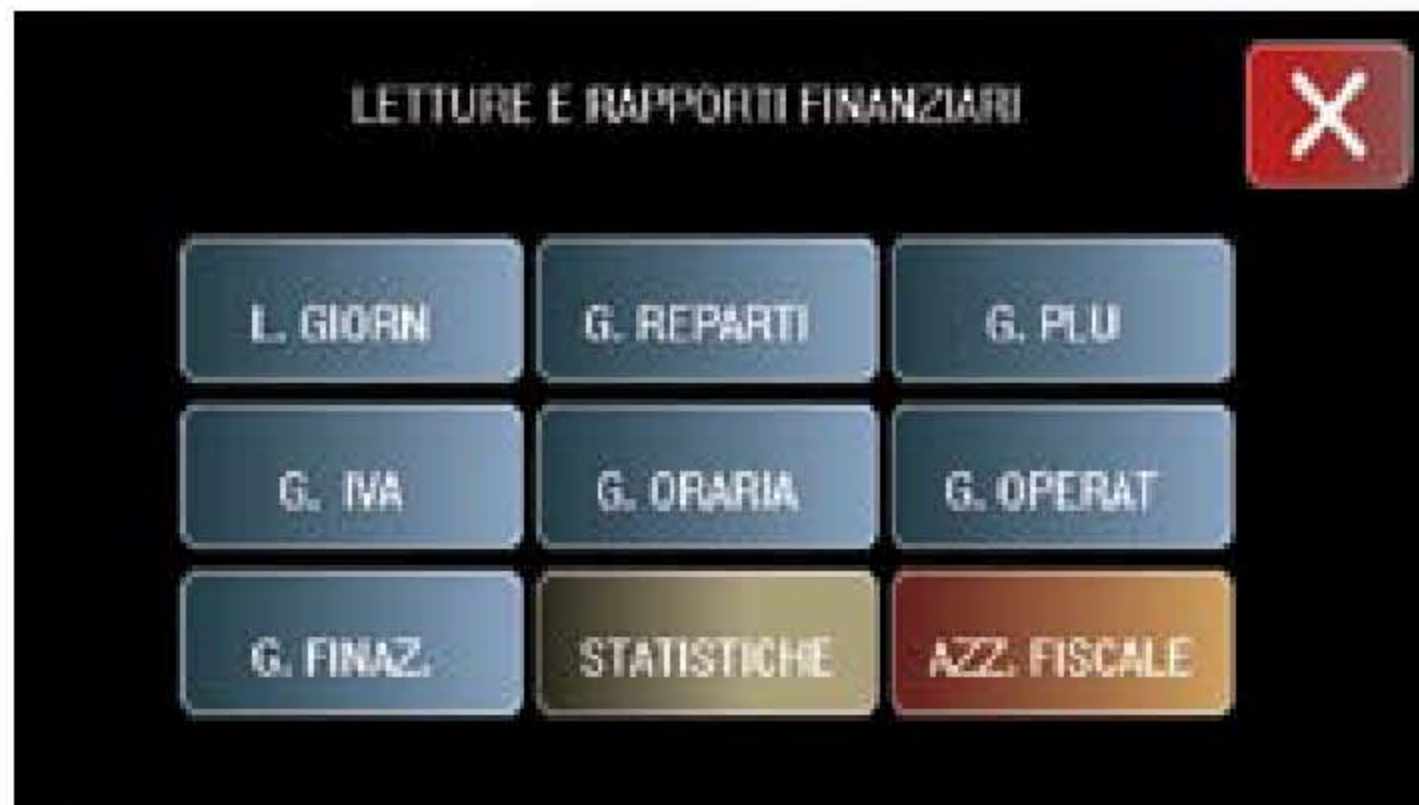 LETTURE E RAPPORTI FINANZIARI
L. GIORN
G. REPARTI
G. PLU
G. IVA
G. ORARIA
G. OPERAT
G. FINAZ.
STATISTICHE
AZZ. FISCALE